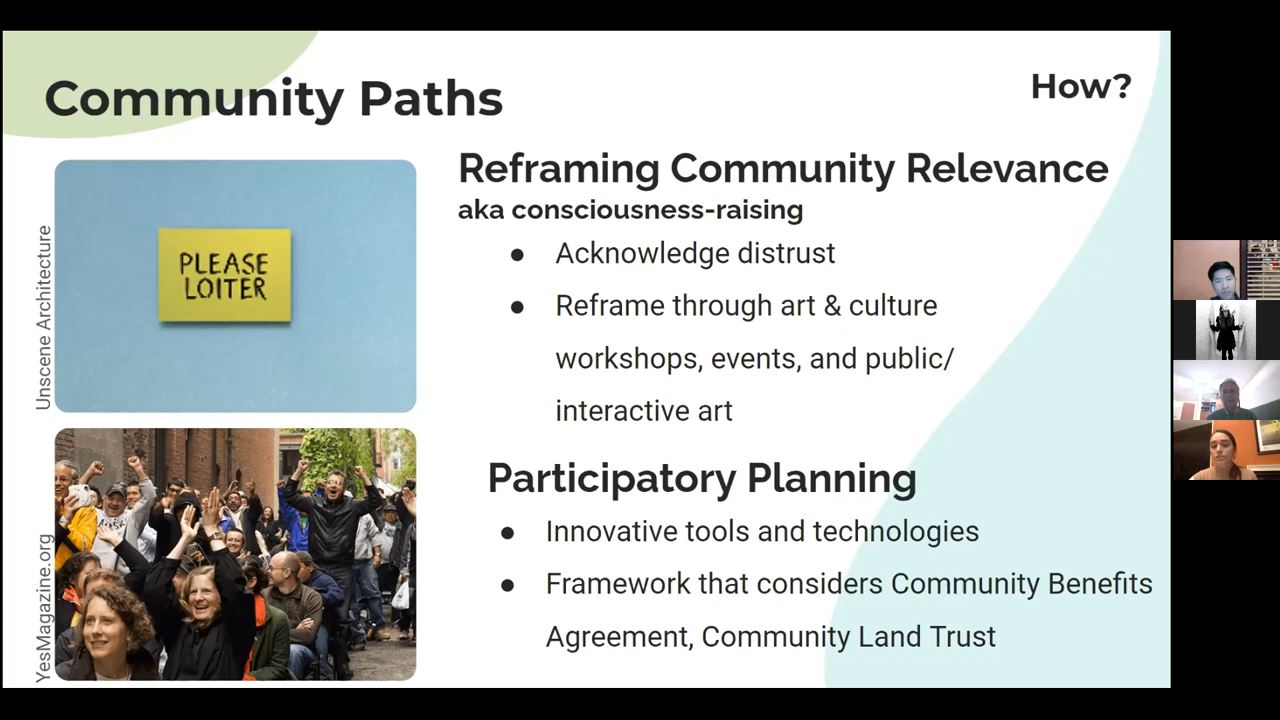 Community Paths
How?
Unscene Architecture
PLEASE
LOITER
YesMagazine.org
Reframing Community Relevance
aka consciousness-raising
● Acknowledge distrust
● Reframe through art & culture
workshops, events, and public/
interactive art
Participatory Planning
● Innovative tools and technologies
● Framework that considers Community Benefits
Agreement, Community Land Trust